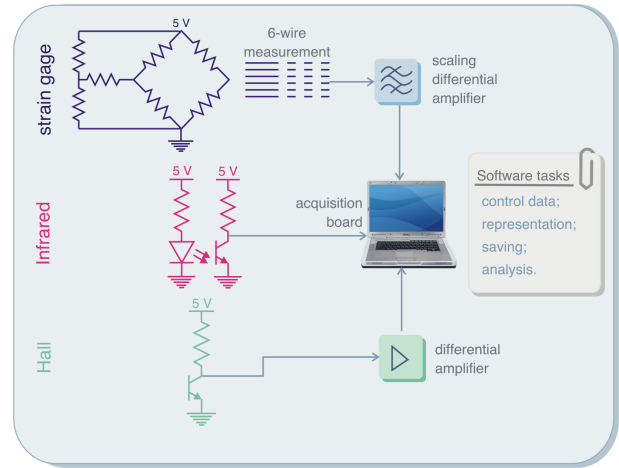 5 V
6-wire
measurement
strain gage
scaling
differential
amplifier
5 V
5 V
Infrared
acquisition
board
Software tasks
control data;
representation;
saving;
analysis.
5 V
Hall
differential
amplifier